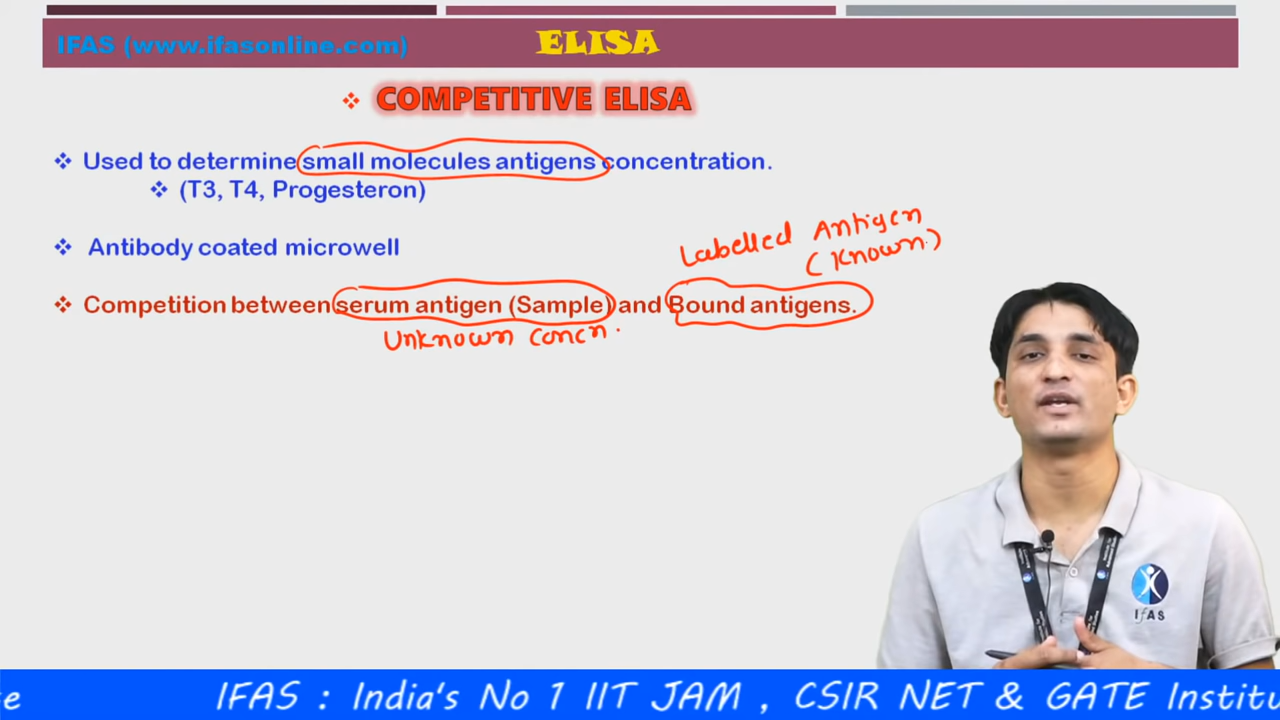 IFAS (www.ifasonline.com)
ELISA
❖ COMPETITIVE ELISA
❖ Used to determine small molecules antigens concentration.
❖ (T3, T4, Progesteron)
❖ Antibody coated microwell
Labelled Antigen
(Known)
❖ Competition between serum antigen (Sample) and Bound antigens.
Unknown Concn.
IfAS
IFAS : India's No 1 IIT JAM , CSIR NET & GATE